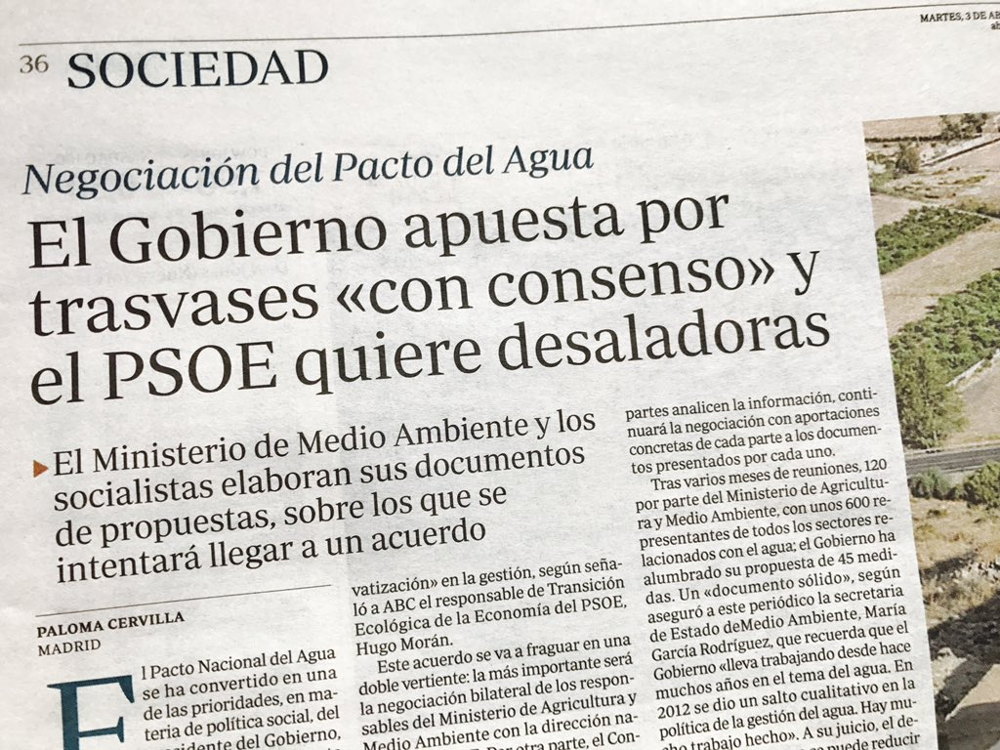 MARTES, 3 DE
36 SOCIEDAD
Negociación del Pacto del Agua
El Gobierno apuesta por
trasvases «con consenso» y
el PSOE quiere desaladoras
El Ministerio de Medio Ambiente y los
socialistas elaboran sus documentos
de propuestas, sobre los que se
intentará llegar a un acuerdo
PALOMA CERVILLA
MADRID
El Pacto Nacional del Agua
se ha convertido en una
de las prioridades, en ma-
teria de política social, del
del Gobierno,
vatización» en la gestión, según seña-
ló a ABC el responsable de Transición
Ecológica de la Economía del PSOE,
Hugo Morán.
Este acuerdo se va a fraguar en una
doble vertiente: la más importante será
la negociación bilateral de los respon-
sables del Ministerio de Agricultura y
Medio Ambiente con la dirección na-
Por otra parte, el Con-
partes analicen la información, conti-
nuará la negociación con aportaciones
concretas de cada parte a los documen-
tos presentados por cada uno.
Tras varios meses de reuniones, 120
por parte del Ministerio de Agricultu-
ra y Medio Ambiente, con unos 600 re-
presentantes de todos los sectores re-
lacionados con el agua; el Gobierno ha
alumbrado su propuesta de 45 medi-
das. Un «documento sólido», según
aseguró a este periódico la secretaria
de Estado deMedio Ambiente, María
García Rodríguez, que recuerda que el
Gobierno «lleva trabajando desde hace
muchos años en el tema del agua. En
2012 se dio un salto cualitativo en la
política de la gestión del agua. Hay mu-
cho trabajo hecho». A su juicio, el de-
se puede reducir